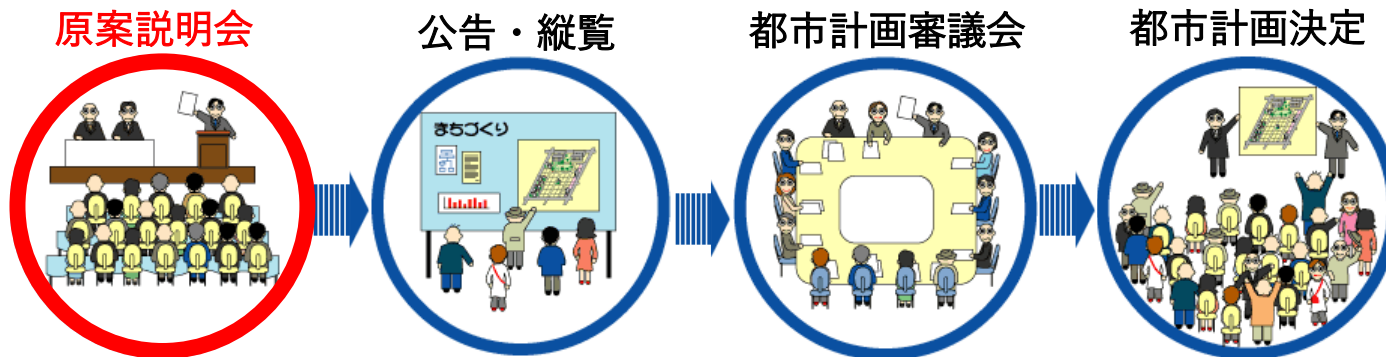 原案説明会
公告・縦覧
都市計画審議会
都市計画決定
まちづくり